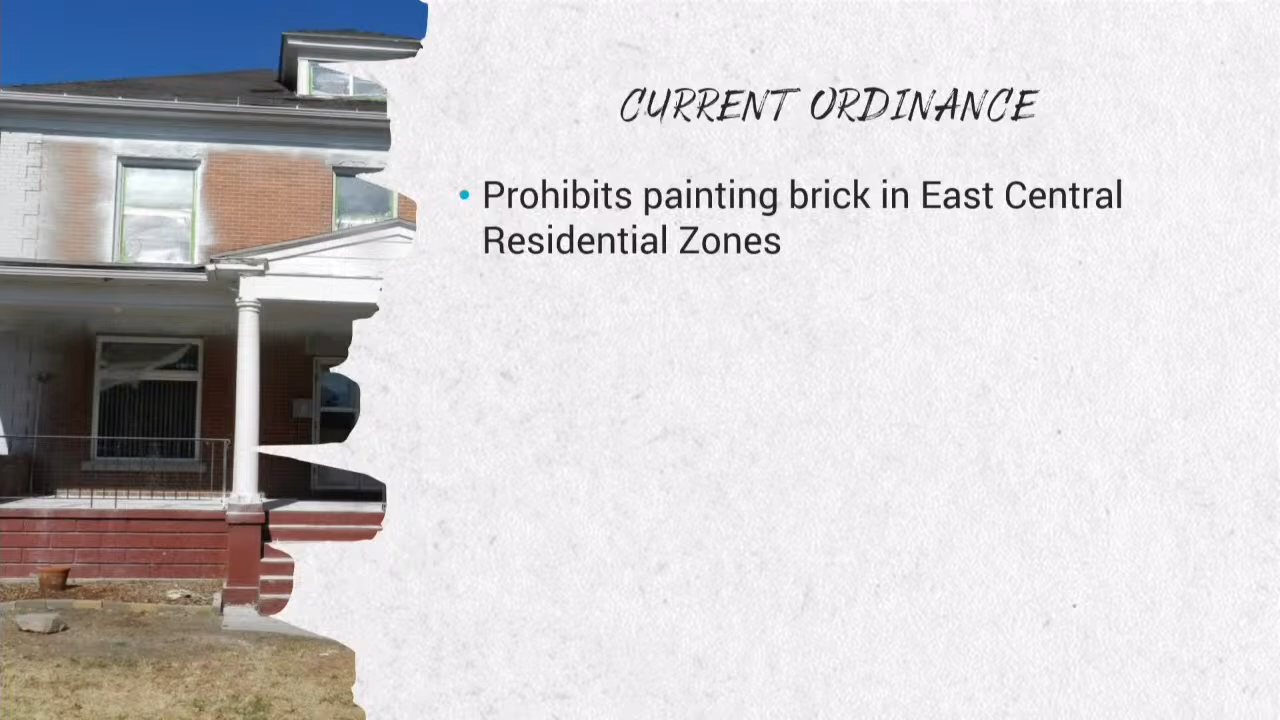 CURRENT ORDINANCE
• Prohibits painting brick in East Central
Residential Zones